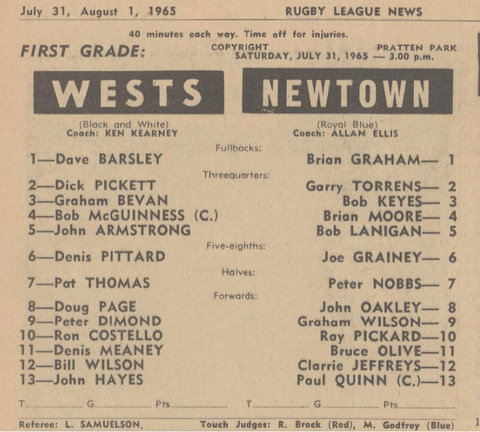 July 31, August 1, 1965 RUGBY LEAGUE NEWS
40 minutes each way. Time off for injuries.
FIRST GRADE: COPYRIGHT PRATTEN PARK
SATURDAY, JULY 31, 1965 — 3.00 p.m.
WESTS NEWTOWN
(Black and White) (Royal Blue)
Coach: KEN KEARNEY Coach: ALLAN ELLIS
Fullbacks:
1—Dave BARSLEY Brian GRAHAM— 1
Threequarters:
2—Dick PICKETT Garry TORRENS— 2
3—Graham BEVAN Bob KEYES— 3
4—Bob McGUINNESS (C.) Brian MOORE— 4
5—John ARMSTRONG Bob LANIGAN— 5
Five-eighths:
6—Denis PITTARD Joe GRAINEY— 6
Halves:
7—Pat THOMAS Peter NOBBS— 7
Forwards:
8—Doug PAGE John OAKLEY— 8
9—Peter DIMOND Graham WILSON— 9
10—Ron COSTELLO Ray PICKARD—10
11—Denis MEANEY Bruce OLIVE—11
12—Bill WILSON Clarrie JEFFREYS—12
13—John HAYES Paul QUINN (C.)—13
T.......... G.......... Pts.......... T.......... G.......... Pts..........
Referee: L. SAMUELSON. Touch Judges: R. Brock (Red), M. Godfrey (Blue)